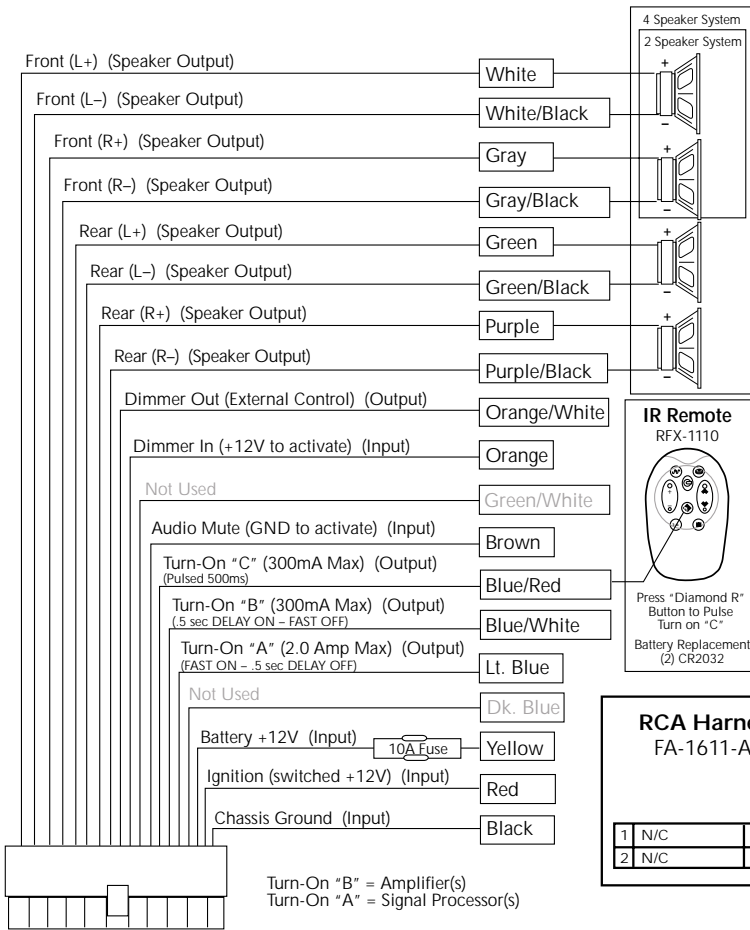 4 Speaker System
2 Speaker System
Front (L+) (Speaker Output)
White
+
Front (L–) (Speaker Output)
White/Black
–
Front (R+) (Speaker Output)
Gray
+
Front (R–) (Speaker Output)
Gray/Black
–
Rear (L+) (Speaker Output)
Green
+
Rear (L–) (Speaker Output)
Green/Black
–
Rear (R+) (Speaker Output)
Purple
+
Rear (R–) (Speaker Output)
Purple/Black
–
Dimmer Out (External Control) (Output)
Orange/White
Dimmer In (+12V to activate) (Input)
Orange
Not Used
Green/White
Audio Mute (GND to activate) (Input)
Brown
Turn-On "C" (300mA Max) (Output)
(Pulsed 500ms)
Blue/Red
Turn-On "B" (300mA Max) (Output)
(.5 sec DELAY ON – FAST OFF)
Blue/White
Turn-On "A" (2.0 Amp Max) (Output)
(FAST ON – .5 sec DELAY OFF)
Lt. Blue
Not Used
Dk. Blue
Battery +12V (Input)
10A Fuse
Yellow
Ignition (switched +12V) (Input)
Red
Chassis Ground (Input)
Black
Turn-On "B" = Amplifier(s)
Turn-On "A" = Signal Processor(s)
IR Remote
RFX-1110
Press "Diamond R"
Button to Pulse
Turn on "C"
Battery Replacement
(2) CR2032
RCA Harne
FA-1611-A
1 N/C
2 N/C